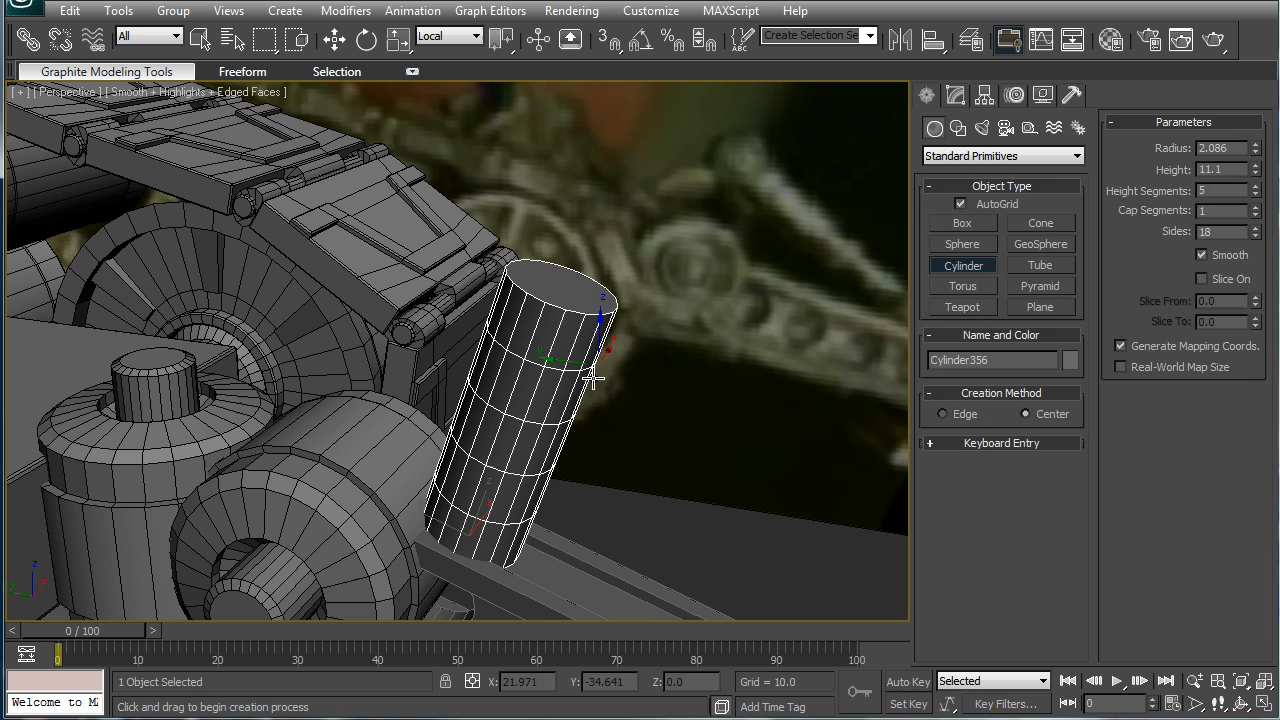 Edit Tools Group Views Create Modifiers Animation Graph Editors Rendering Customize MAXScript Help
All Local 3 % ABC Create Selection Se
Graphite Modeling Tools Freeform Selection
[ + ] [ Perspective ] [ Smooth + Highlights + Edged Faces ]
Standard Primitives
- Object Type
AutoGrid
Box Cone
Sphere GeoSphere
Cylinder Tube
Torus Pyramid
Teapot Plane
- Name and Color
Cylinder356
- Creation Method
Edge Center
+ Keyboard Entry
- Parameters
Radius: 2.086
Height: 11.1
Height Segments: 5
Cap Segments: 1
Sides: 18
Smooth
Slice On
Slice From: 0.0
Slice To: 0.0
Generate Mapping Coords.
Real-World Map Size
z
y
x
z
y
x
< 0 / 100 >
0 10 20 30 40 50 60 70 80 90 100
1 Object Selected X: 21.971 Y: -34.641 Z: 0.0 Grid = 10.0 Auto Key Selected
Welcome to M Click and drag to begin creation process Add Time Tag Set Key Key Filters... 0